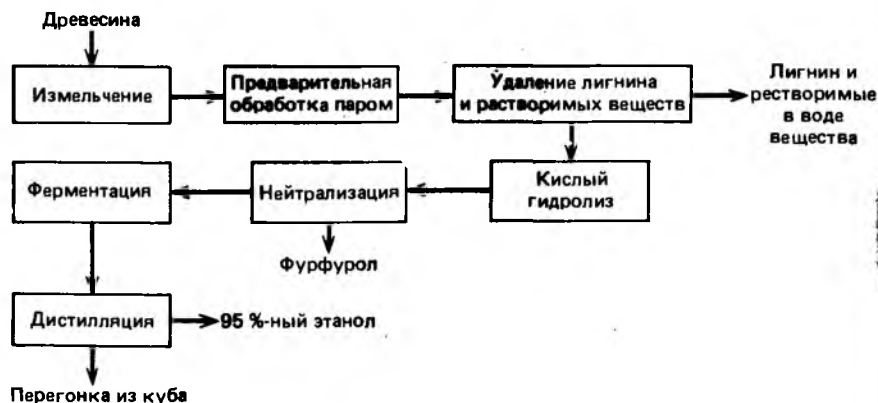 Древесина
Измельчение
Предварительная
обработка паром
Удаление лигнина
и растворимых веществ
Лигнин и
рестворимые
в воде
вещества
Ферментация
Нейтрализация
Кислый
гидролиз
Фурфурол
Дистилляция
95 %-ный этанол
Перегонка из куба